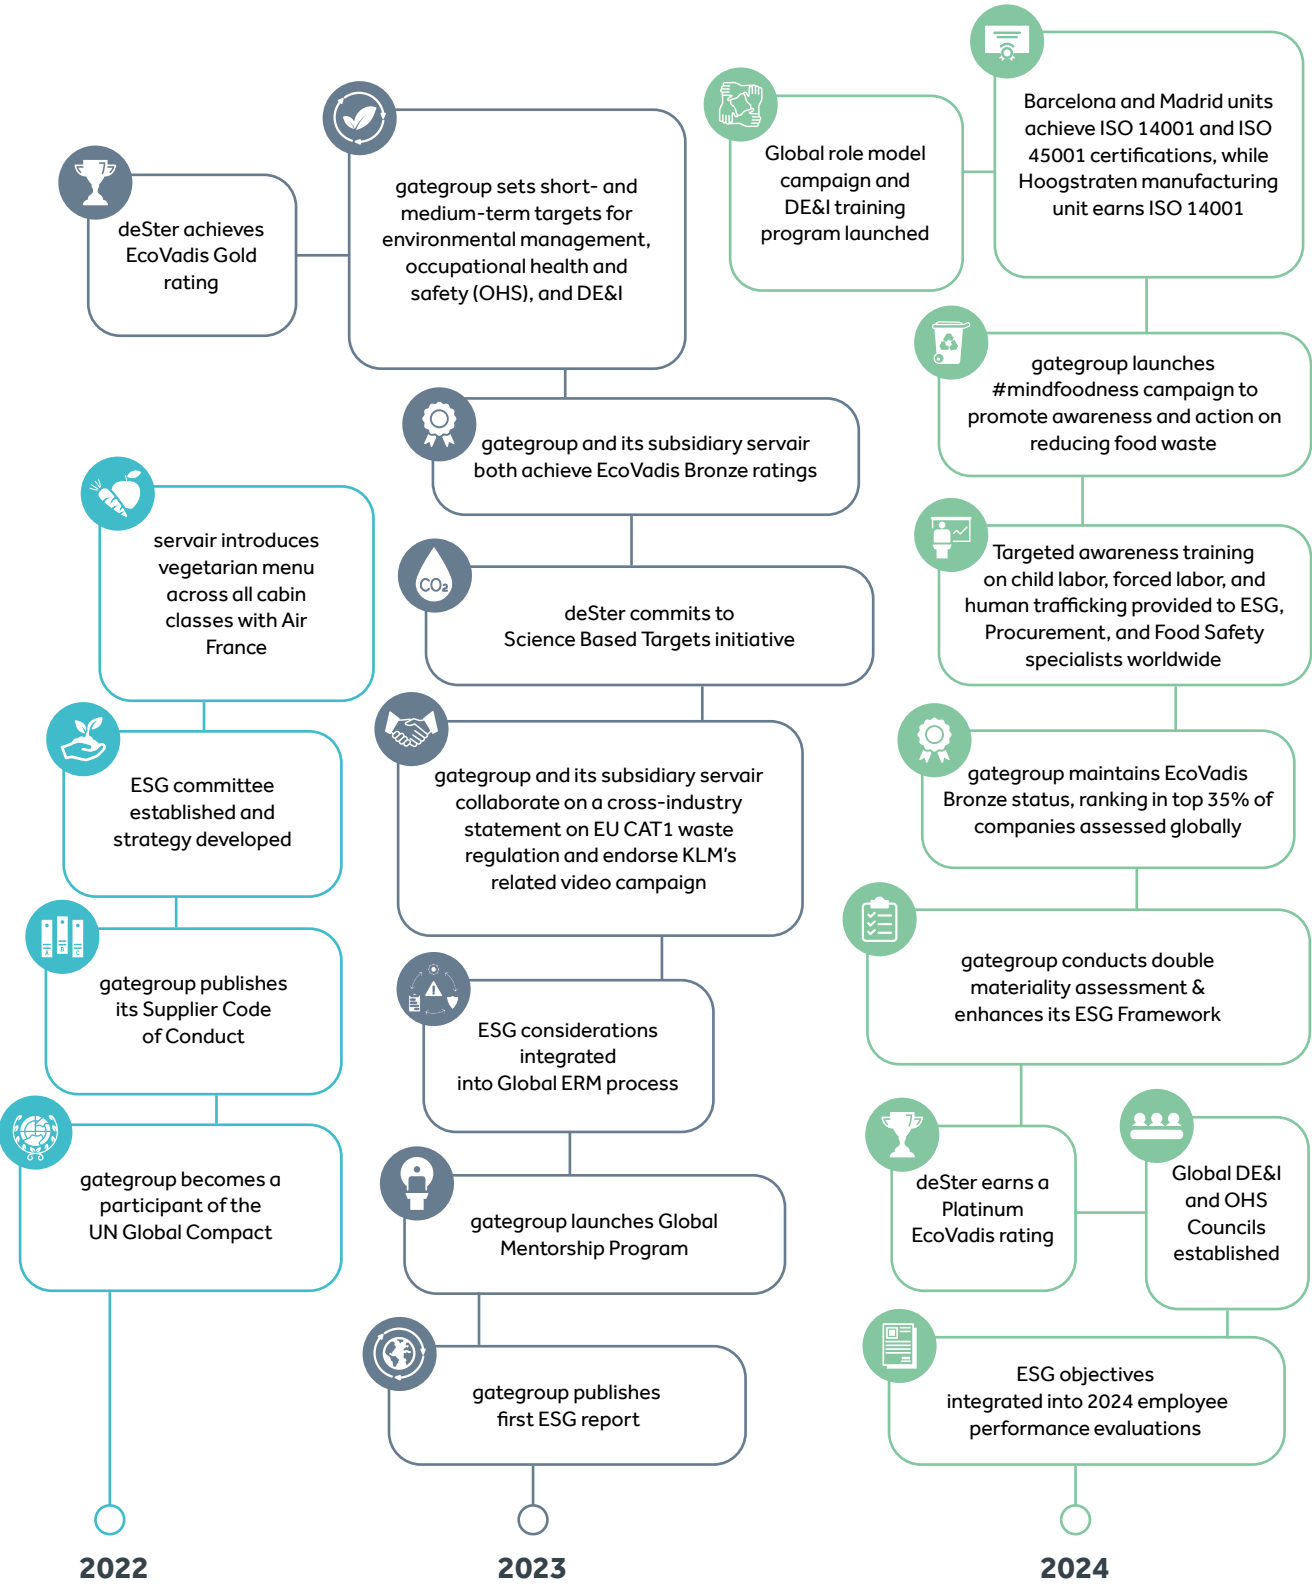 servair introduces
vegetarian menu
across all cabin
classes with Air
France
ESG committee
established and
strategy developed
A
B
C
gategroup publishes
its Supplier Code
of Conduct
gategroup becomes a
participant of the
UN Global Compact
2022
deSter achieves
EcoVadis Gold
rating
gategroup sets short- and
medium-term targets for
environmental management,
occupational health and
safety (OHS), and DE&I
gategroup and its subsidiary servair
both achieve EcoVadis Bronze ratings
CO₂
deSter commits to
Science Based Targets initiative
gategroup and its subsidiary servair
collaborate on a cross-industry
statement on EU CAT1 waste
regulation and endorse KLM's
related video campaign
ESG considerations
integrated
into Global ERM process
gategroup launches Global
Mentorship Program
gategroup publishes
first ESG report
2023
Global role model
campaign and
DE&I training
program launched
Barcelona and Madrid units
achieve ISO 14001 and ISO
45001 certifications, while
Hoogstraten manufacturing
unit earns ISO 14001
gategroup launches
#mindfoodness campaign to
promote awareness and action on
reducing food waste
Targeted awareness training
on child labor, forced labor, and
human trafficking provided to ESG,
Procurement, and Food Safety
specialists worldwide
gategroup maintains EcoVadis
Bronze status, ranking in top 35% of
companies assessed globally
gategroup conducts double
materiality assessment &
enhances its ESG Framework
deSter earns a
Platinum
EcoVadis rating
Global DE&I
and OHS
Councils
established
ESG objectives
integrated into 2024 employee
performance evaluations
2024